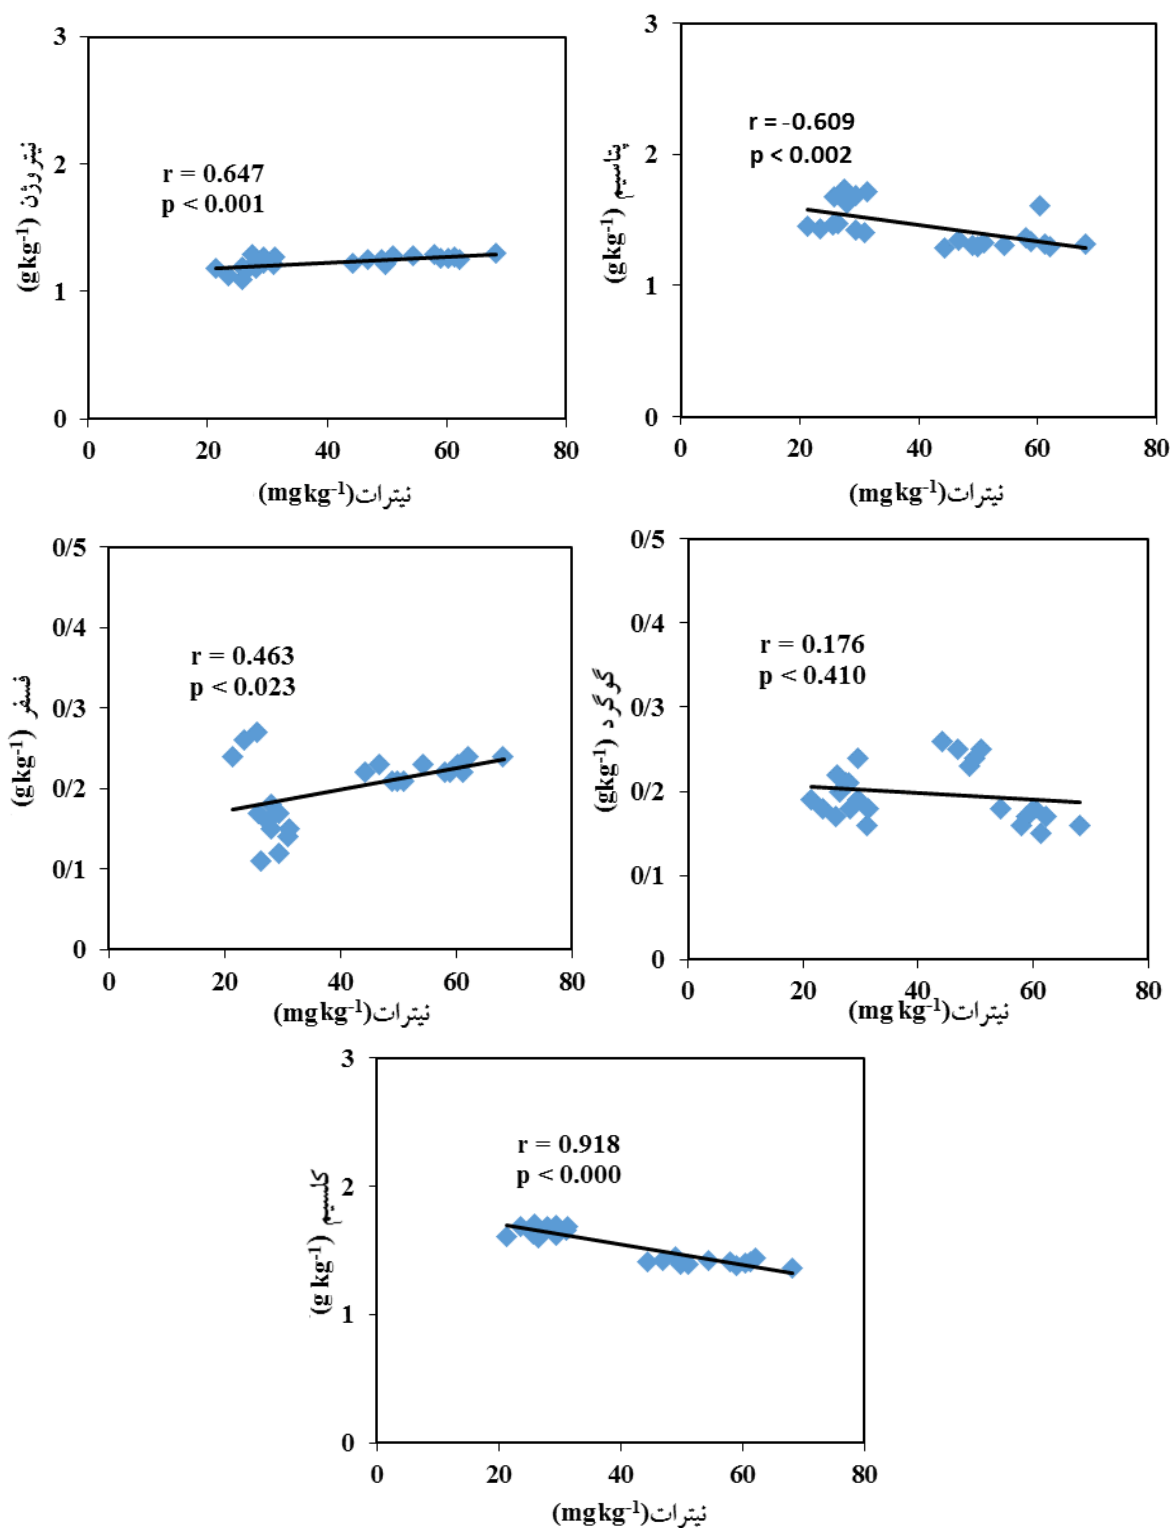 نیتروژن (gkg-1)
3
2
1
0
r = 0.647
p < 0.001
0 20 40 60 80
نیترات(mgkg-1)
پتاسیم (gkg-1)
3
2
1
0
r = -0.609
p < 0.002
0 20 40 60 80
نیترات(mgkg-1)
فسفر (gkg-1)
0/5
0/4
0/3
0/2
0/1
0
r = 0.463
p < 0.023
0 20 40 60 80
نیترات(mgkg-1)
گوگرد (gkg-1)
0/5
0/4
0/3
0/2
0/1
0
r = 0.176
p < 0.410
0 20 40 60 80
نیترات(mg kg-1)
کلسیم (g kg-1)
3
2
1
0
r = 0.918
p < 0.000
0 20 40 60 80
نیترات(mgkg-1)